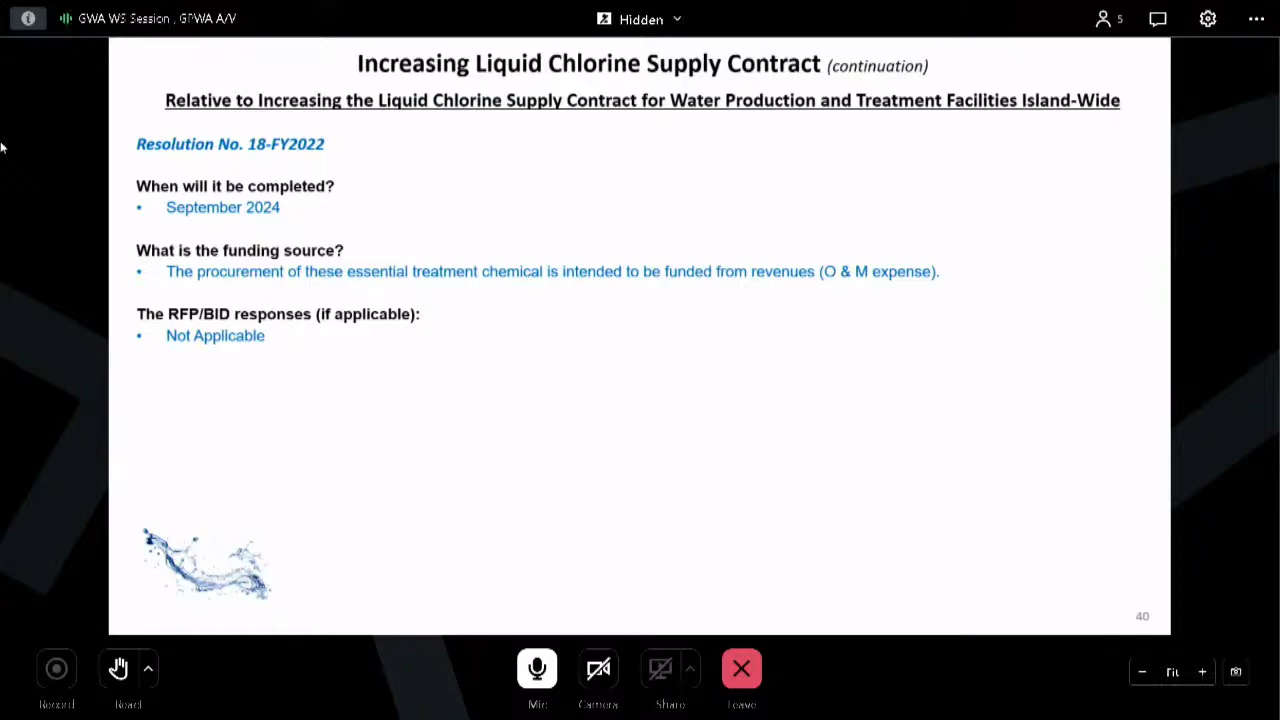 GWA WS Session , GPWA A/V
Hidden
5
Increasing Liquid Chlorine Supply Contract (continuation)
Relative to Increasing the Liquid Chlorine Supply Contract for Water Production and Treatment Facilities Island-Wide
Resolution No. 18-FY2022
When will it be completed?
• September 2024
What is the funding source?
• The procurement of these essential treatment chemical is intended to be funded from revenues (O & M expense).
The RFP/BID responses (if applicable):
• Not Applicable
40
Record
React
Mic
Camera
Share
Leave
Fit